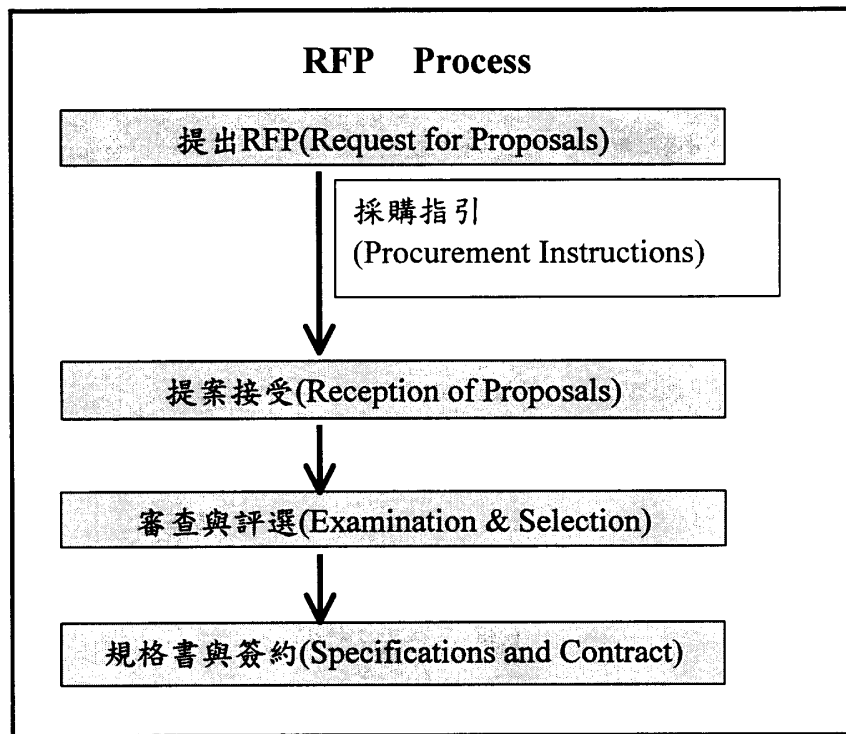 RFP Process
提出RFP(Request for Proposals)
採購指引
(Procurement Instructions)
提案接受(Reception of Proposals)
審查與評選(Examination & Selection)
規格書與簽約(Specifications and Contract)